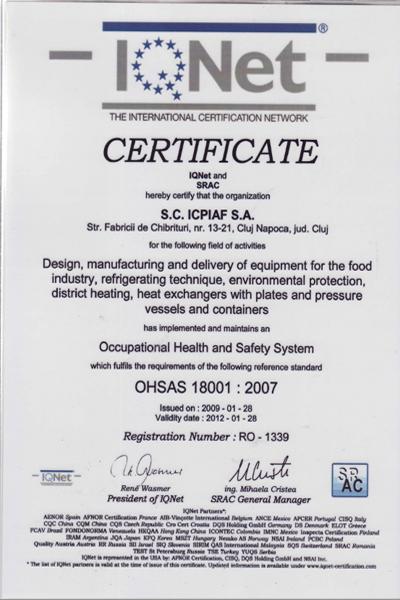 IQNet ®
THE INTERNATIONAL CERTIFICATION NETWORK
CERTIFICATE
IQNet and
SRAC
hereby certify that the organization
S.C. ICPIAF S.A.
Str. Fabricii de Chibrituri, nr. 13-21, Cluj Napoca, jud. Cluj
for the following field of activities
Design, manufacturing and delivery of equipment for the food
industry, refrigerating technique, environmental protection,
district heating, heat exchangers with plates and pressure
vessels and containers
has implemented and maintains an
Occupational Health and Safety System
which fulfils the requirements of the following reference standard
OHSAS 18001 : 2007
Issued on : 2009 - 01 - 28
Validity date : 2012 - 01 - 28
Registration Number : RO - 1339
IQNet
SRAC
René Wasmer
President of IQNet
ing. Mihaela Cristea
SRAC General Manager
IQNet Partners*:
AENOR Spain AFNOR Certification France AIB-Vinçotte International Belgium ANCE Mexico APCER Portugal CISQ Italy
CQC China CQM China CQS Czech Republic Cro Cert Croatia DQS Holding GmbH Germany DS Denmark ELOT Greece
FCAV Brazil FONDONORMA Venezuela HKQAA Hong Kong China ICONTEC Colombia IMNC Mexico Inspecta Certification Finland
IRAM Argentina JQA Japan KFQ Korea MSZT Hungary Nemko AS Norway NSAI Ireland PCBC Poland
Quality Austria Austria RR Russia SII Israel SIQ Slovenia SIRIM QAS International Malaysia SQS Switzerland SRAC Romania
TEST St Petersburg Russia TSE Turkey YUQS Serbia
IQNet is represented in the USA by: AFNOR Certification, CISQ, DQS Holding GmbH and NSAI Inc.
* The list of IQNet partners is valid at the time of issue of this certificate. Updated information is available under www.iqnet-certification.com